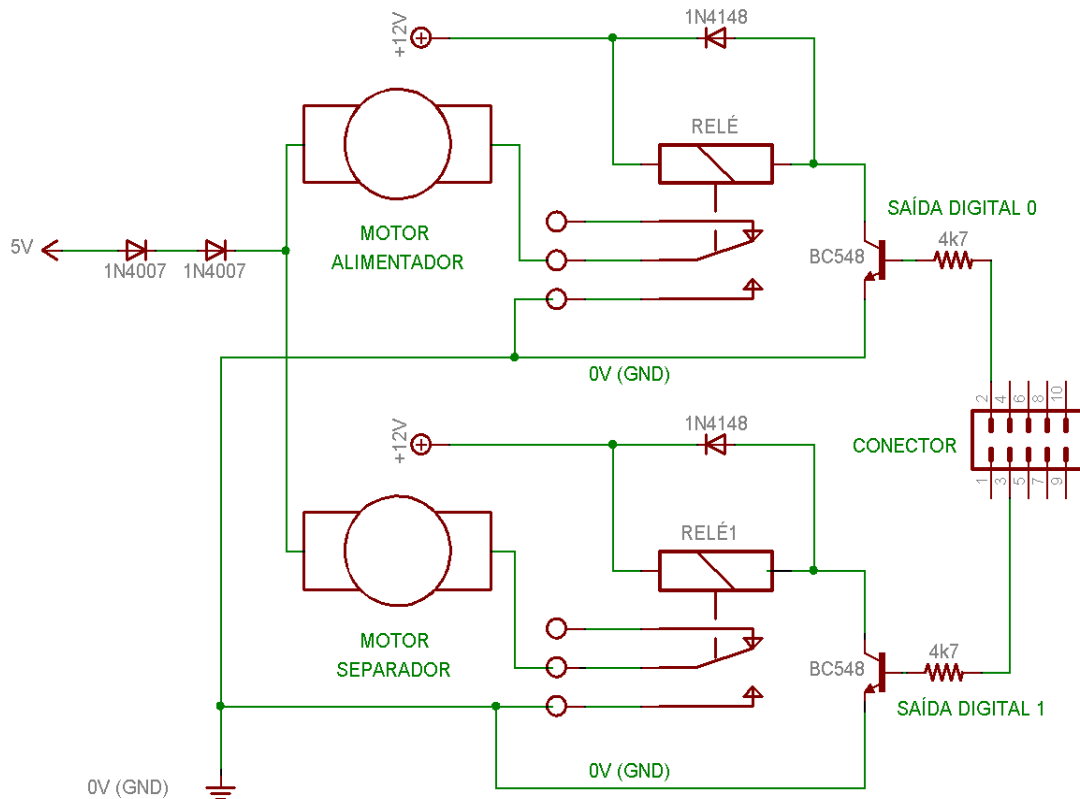 1N4148
+12V
RELÉ
SAÍDA DIGITAL 0
MOTOR
ALIMENTADOR
4k7
5V
BC548
1N4007 1N4007
0V (GND)
2 4 6 8 10
1N4148
+12V
CONECTOR
1 3 5 7 9
RELÉ1
MOTOR
SEPARADOR
4k7
BC548
SAÍDA DIGITAL 1
0V (GND)
0V (GND)